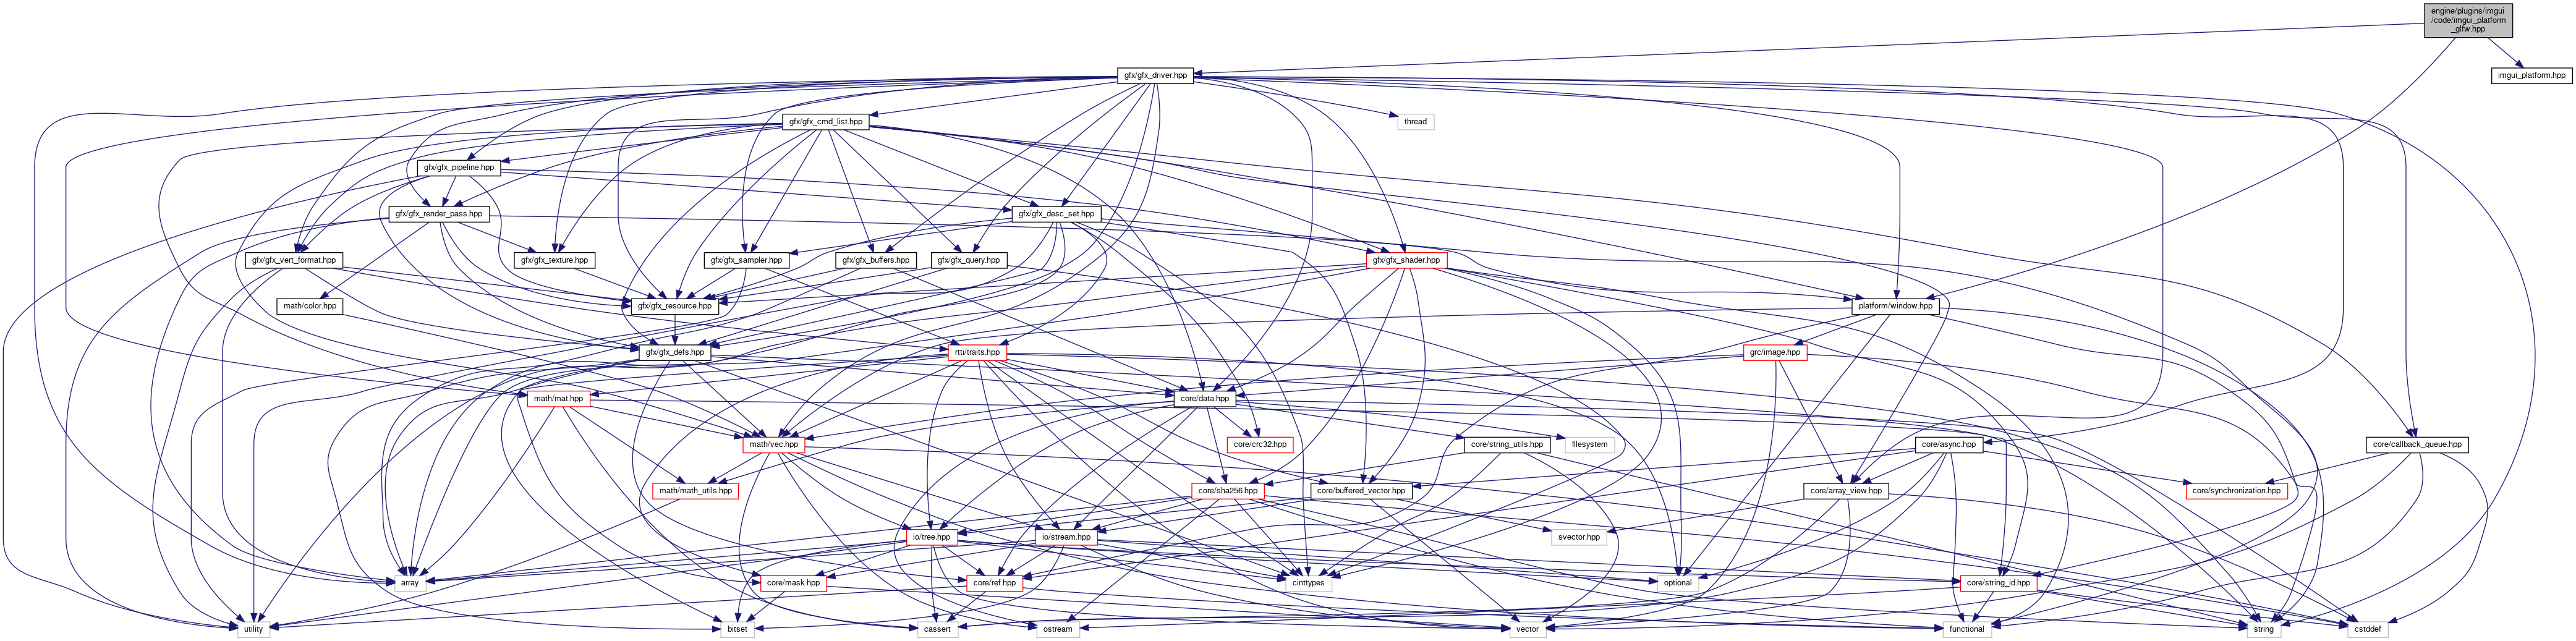 engine/plugins/imgui
/code/imgui_platform
_glfw.hpp
gfx/gfx_driver.hpp
imgui_platform.hpp
gfx/gfx_cmd_list.hpp
thread
gfx/gfx_pipeline.hpp
gfx/gfx_render_pass.hpp
gfx/gfx_desc_set.hpp
gfx/gfx_vert_format.hpp
gfx/gfx_texture.hpp
gfx/gfx_sampler.hpp
gfx/gfx_buffers.hpp
gfx/gfx_query.hpp
gfx/gfx_shader.hpp
math/color.hpp
gfx/gfx_resource.hpp
platform/window.hpp
gfx/gfx_defs.hpp
rtti/traits.hpp
grc/image.hpp
math/mat.hpp
core/data.hpp
math/vec.hpp
core/crc32.hpp
core/string_utils.hpp
filesystem
core/async.hpp
core/callback_queue.hpp
math/math_utils.hpp
core/sha256.hpp
core/buffered_vector.hpp
core/array_view.hpp
core/synchronization.hpp
io/tree.hpp
io/stream.hpp
svector.hpp
array
core/mask.hpp
core/ref.hpp
cinttypes
optional
core/string_id.hpp
utility
bitset
cassert
ostream
vector
functional
string
cstddef